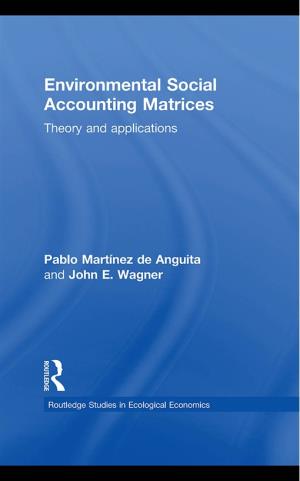 Environmental Social
Accounting Matrices
Theory and applications
Pablo Martínez de Anguita
and John E. Wagner
ROUTLEDGE
Routledge Studies in Ecological Economics